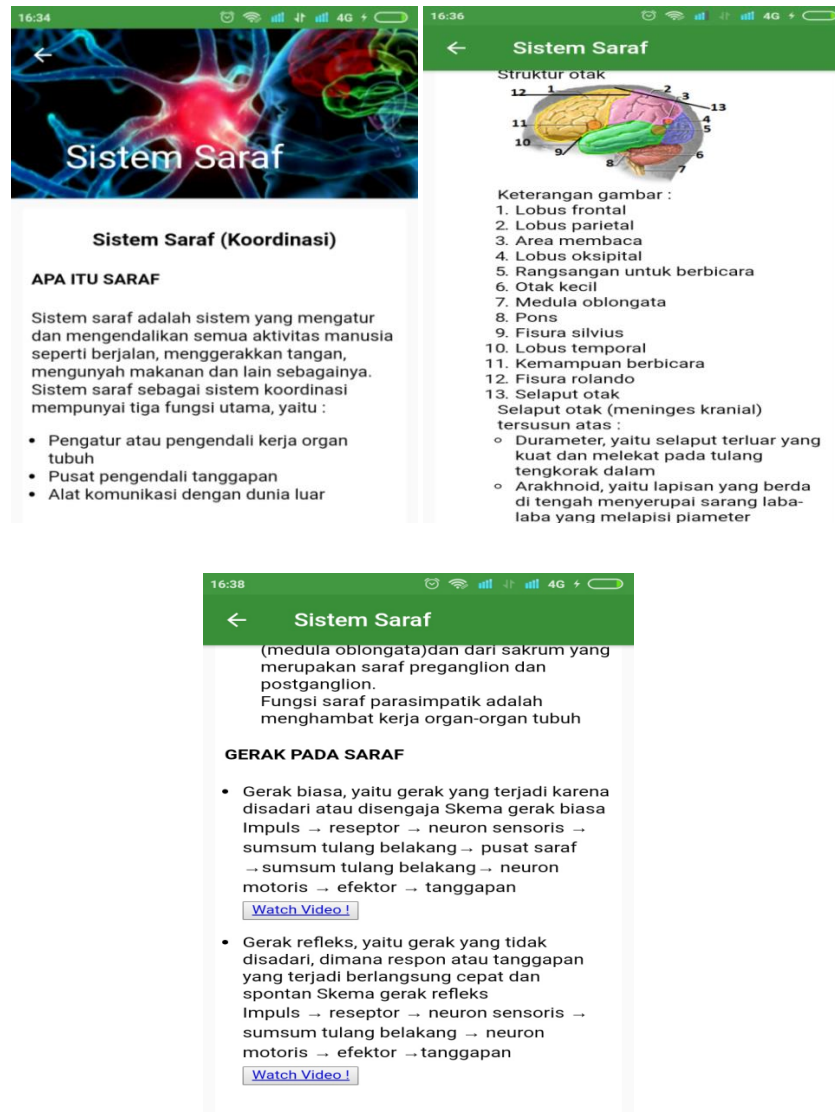 16:34
4G
Sistem Saraf
Sistem Saraf (Koordinasi)
APA ITU SARAF
Sistem saraf adalah sistem yang mengatur
dan mengendalikan semua aktivitas manusia
seperti berjalan, menggerakkan tangan,
mengunyah makanan dan lain sebagainya.
Sistem saraf sebagai sistem koordinasi
mempunyai tiga fungsi utama, yaitu :
• Pengatur atau pengendali kerja organ
tubuh
• Pusat pengendali tanggapan
• Alat komunikasi dengan dunia luar
16:36
4G
← Sistem Saraf
Struktur otak
12 1 2 3
13
11 4
5
10
9 8 6
7
Keterangan gambar :
1. Lobus frontal
2. Lobus parietal
3. Area membaca
4. Lobus oksipital
5. Rangsangan untuk berbicara
6. Otak kecil
7. Medula oblongata
8. Pons
9. Fisura silvius
10. Lobus temporal
11. Kemampuan berbicara
12. Fisura rolando
13. Selaput otak
Selaput otak (meninges kranial)
tersusun atas :
○ Durameter, yaitu selaput terluar yang
kuat dan melekat pada tulang
tengkorak dalam
○ Arakhnoid, yaitu lapisan yang berda
di tengah menyerupai sarang laba-
laba yang melapisi piameter
16:38
4G
← Sistem Saraf
(medula oblongata)dan dari sakrum yang
merupakan saraf preganglion dan
postganglion.
Fungsi saraf parasimpatik adalah
menghambat kerja organ-organ tubuh
GERAK PADA SARAF
• Gerak biasa, yaitu gerak yang terjadi karena
disadari atau disengaja Skema gerak biasa
Impuls → reseptor → neuron sensoris →
sumsum tulang belakang → pusat saraf
→sumsum tulang belakang → neuron
motoris → efektor → tanggapan
Watch Video !
• Gerak refleks, yaitu gerak yang tidak
disadari, dimana respon atau tanggapan
yang terjadi berlangsung cepat dan
spontan Skema gerak refleks
Impuls → reseptor → neuron sensoris →
sumsum tulang belakang → neuron
motoris → efektor →tanggapan
Watch Video !